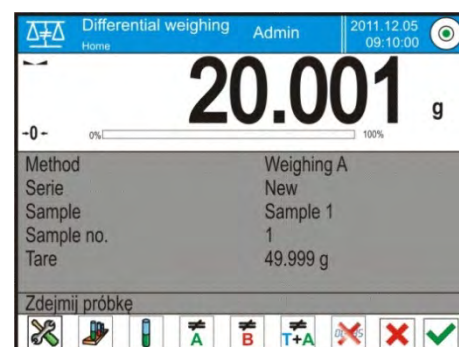 Differential weighing Admin 2011.12.05
Home 09:10:00
20.001 g
-0- 0% 100%
Method Weighing A
Serie New
Sample Sample 1
Sample no. 1
Tare 49.999 g
Zdejmij próbkę
A B T+A